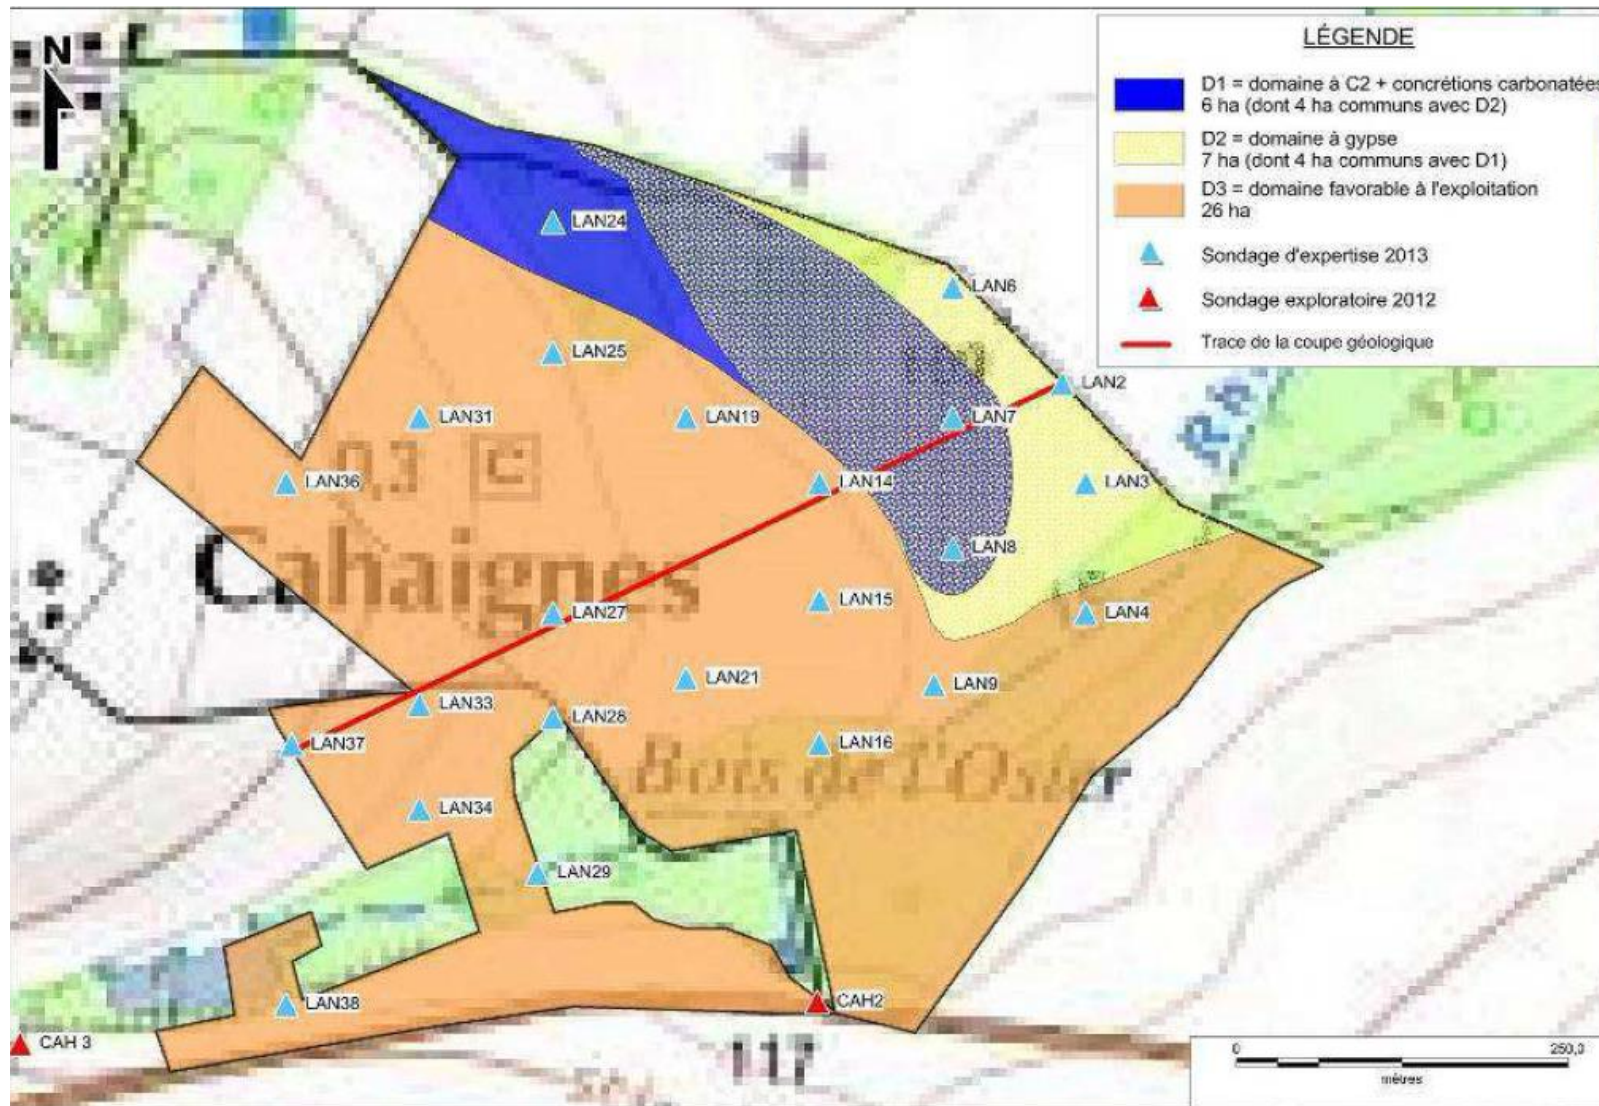 N
LÉGENDE
D1 = domaine à C2 + concrétions carbonatées
6 ha (dont 4 ha communs avec D2)
D2 = domaine à gypse
7 ha (dont 4 ha communs avec D1)
D3 = domaine favorable à l'exploitation
26 ha
Sondage d'expertise 2013
Sondage exploratoire 2012
Trace de la coupe géologique
LAN24
LAN6
LAN25
LAN2
LAN31
LAN19
LAN7
LAN36
LAN14
LAN3
Cahaignes
LAN8
LAN27
LAN15
LAN4
LAN21
LAN9
LAN33
LAN28
LAN37
LAN16
Bois de l'Osier
LAN34
LAN29
LAN38
CAH2
CAH 3
117
0 250,0
mètres